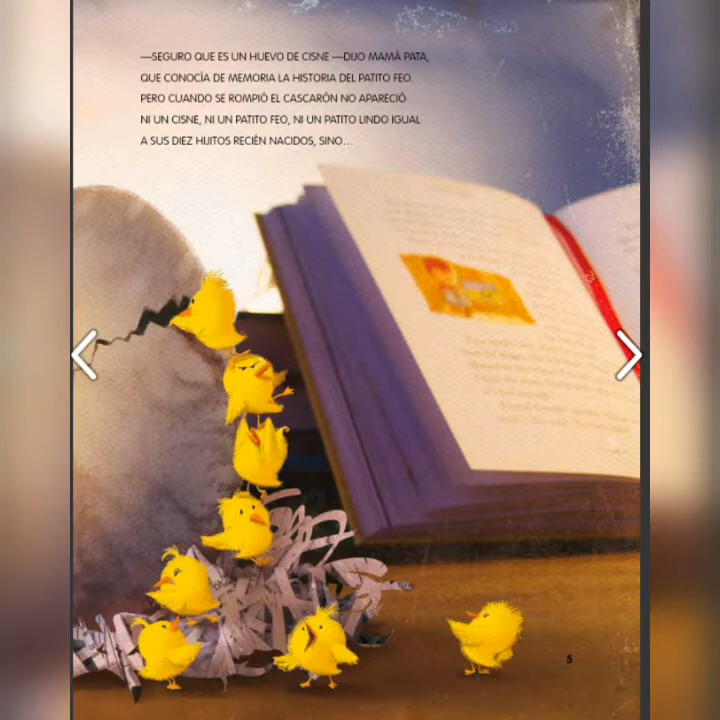 —SEGURO QUE ES UN HUEVO DE CISNE —DIJO MAMÁ PATA,
QUE CONOCÍA DE MEMORIA LA HISTORIA DEL PATITO FEO.
PERO CUANDO SE ROMPIÓ EL CASCARÓN NO APARECIÓ
NI UN CISNE, NI UN PATITO FEO, NI UN PATITO LINDO IGUAL
A SUS DIEZ HIJITOS RECIÉN NACIDOS, SINO...
5